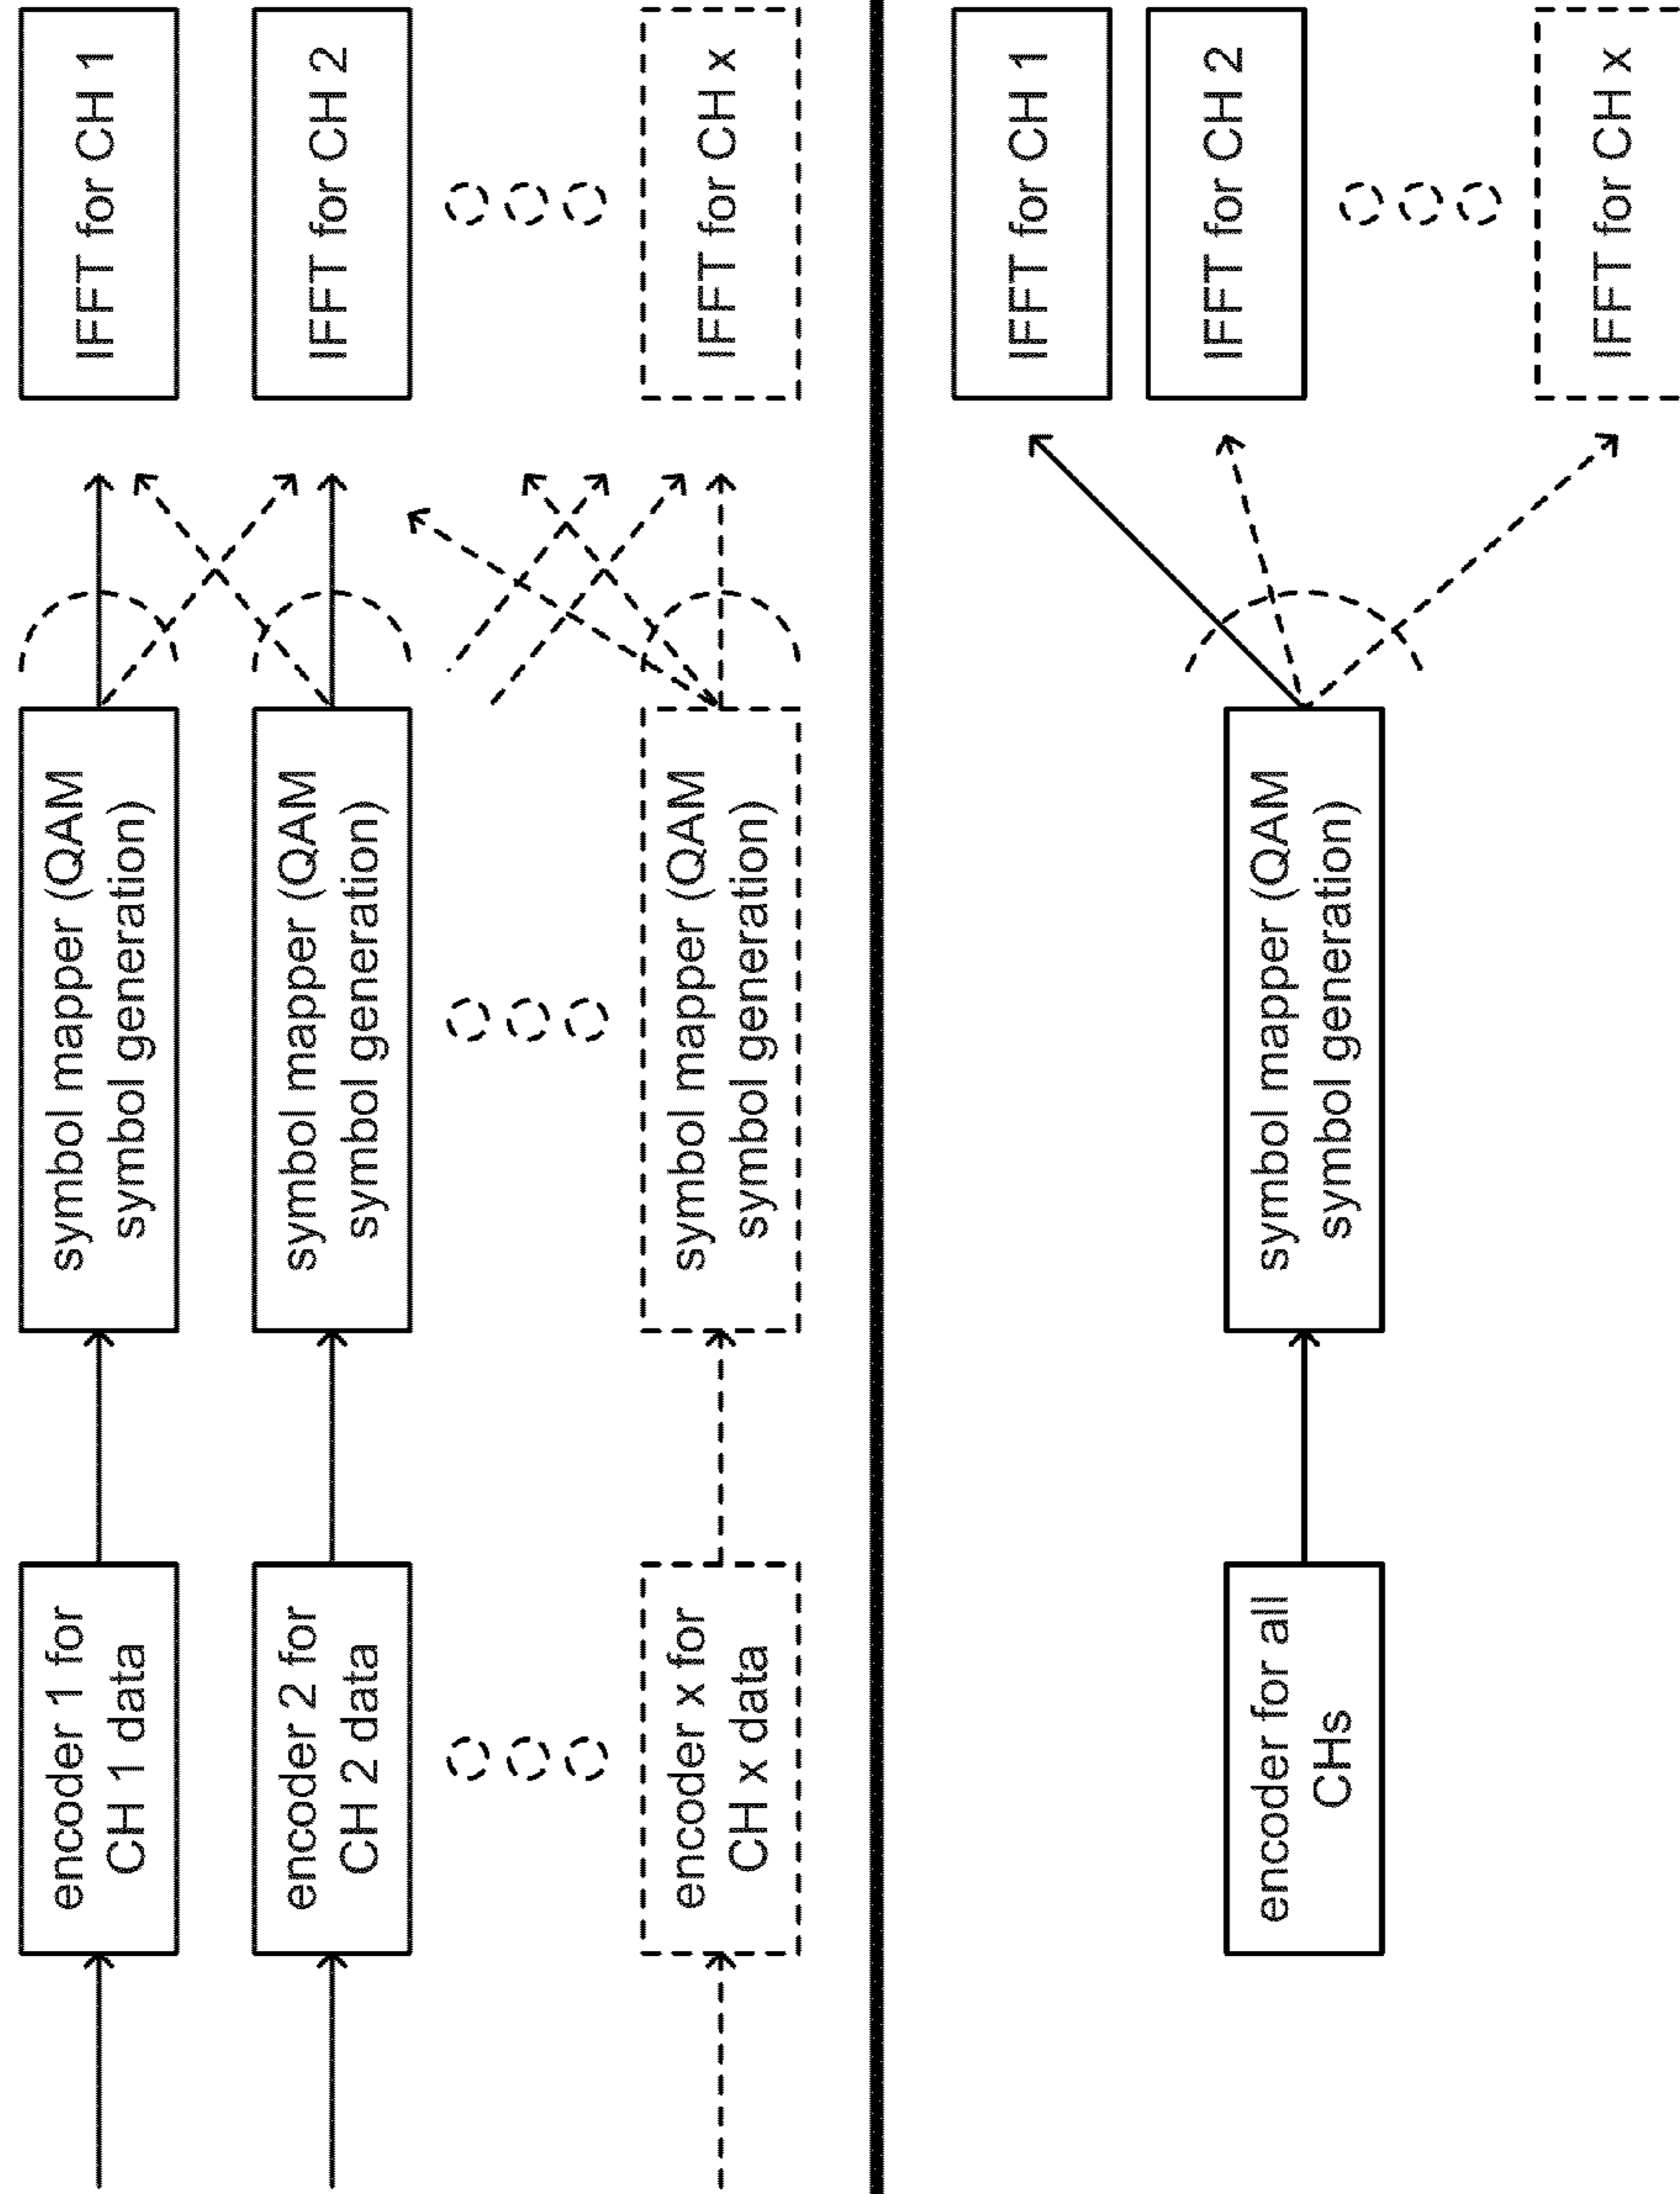 encoder 1 for
CH 1 data
symbol mapper (QAM
symbol generation)
IFFT for CH 1
encoder 2 for
CH 2 data
symbol mapper (QAM
symbol generation)
IFFT for CH 2
encoder x for
CH x data
symbol mapper (QAM
symbol generation)
IFFT for CH x
encoder for all
CHs
symbol mapper (QAM
symbol generation)
IFFT for CH 1
IFFT for CH 2
IFFT for CH x